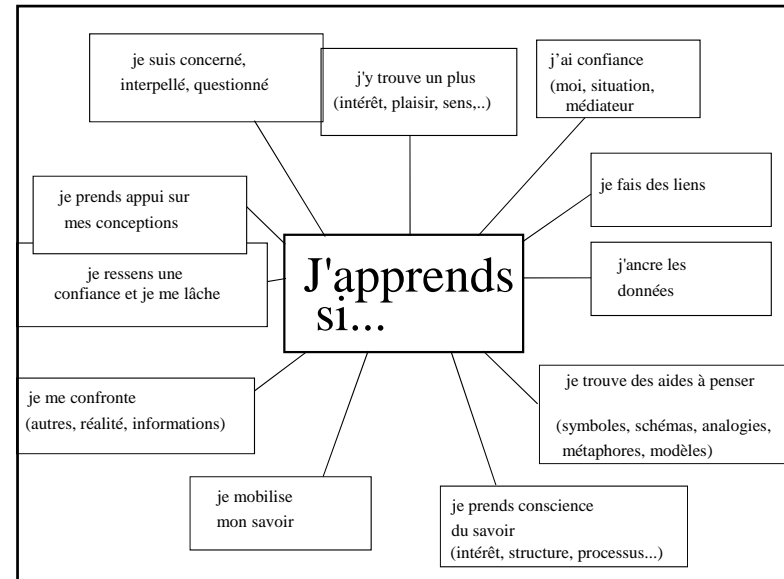 je suis concerné,
interpellé, questionné
j'y trouve un plus
(intérêt, plaisir, sens,..)
j'ai confiance
(moi, situation,
médiateur
je prends appui sur
mes conceptions
je fais des liens
je ressens une
confiance et je me lâche
J'apprends
si...
j'ancre les
données
je me confronte
(autres, réalité, informations)
je trouve des aides à penser
(symboles, schémas, analogies,
métaphores, modèles)
je mobilise
mon savoir
je prends conscience
du savoir
(intérêt, structure, processus...)